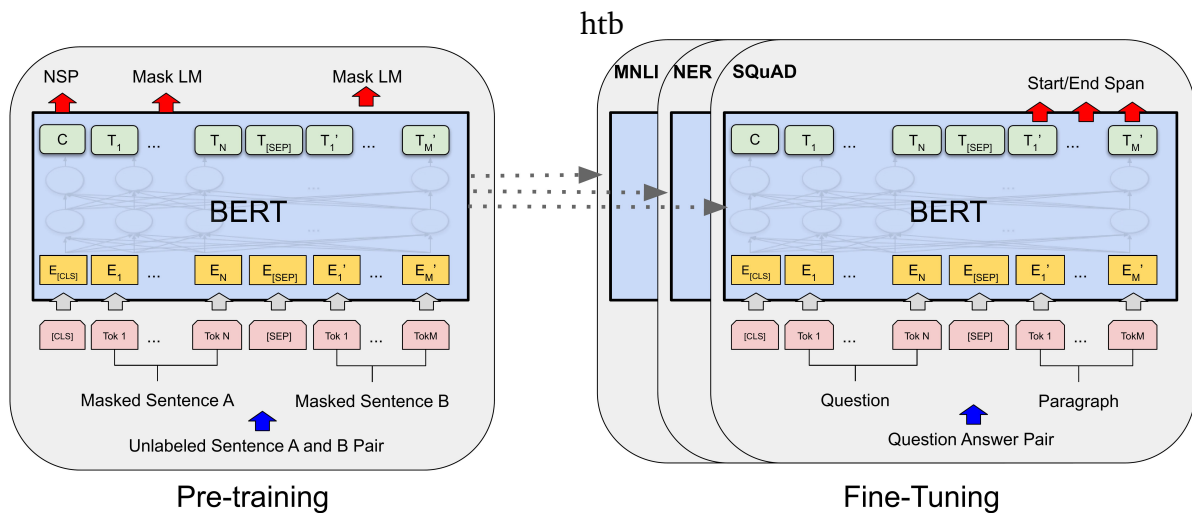 htb
NSP Mask LM Mask LM
C T1 ... TN T[SEP] T1' ... TM'
...
...
BERT
E[CLS] E1 ... EN E[SEP] E1' ... EM'
[CLS] Tok 1 ... Tok N [SEP] Tok 1 ... TokM
Masked Sentence A Masked Sentence B
Unlabeled Sentence A and B Pair
Pre-training
MNLI NER SQuAD
Start/End Span
C T1 ... TN T[SEP] T1' ... TM'
...
...
BERT
E[CLS] E1 ... EN E[SEP] E1' ... EM'
[CLS] Tok 1 ... Tok N [SEP] Tok 1 ... TokM
Question Paragraph
Question Answer Pair
Fine-Tuning